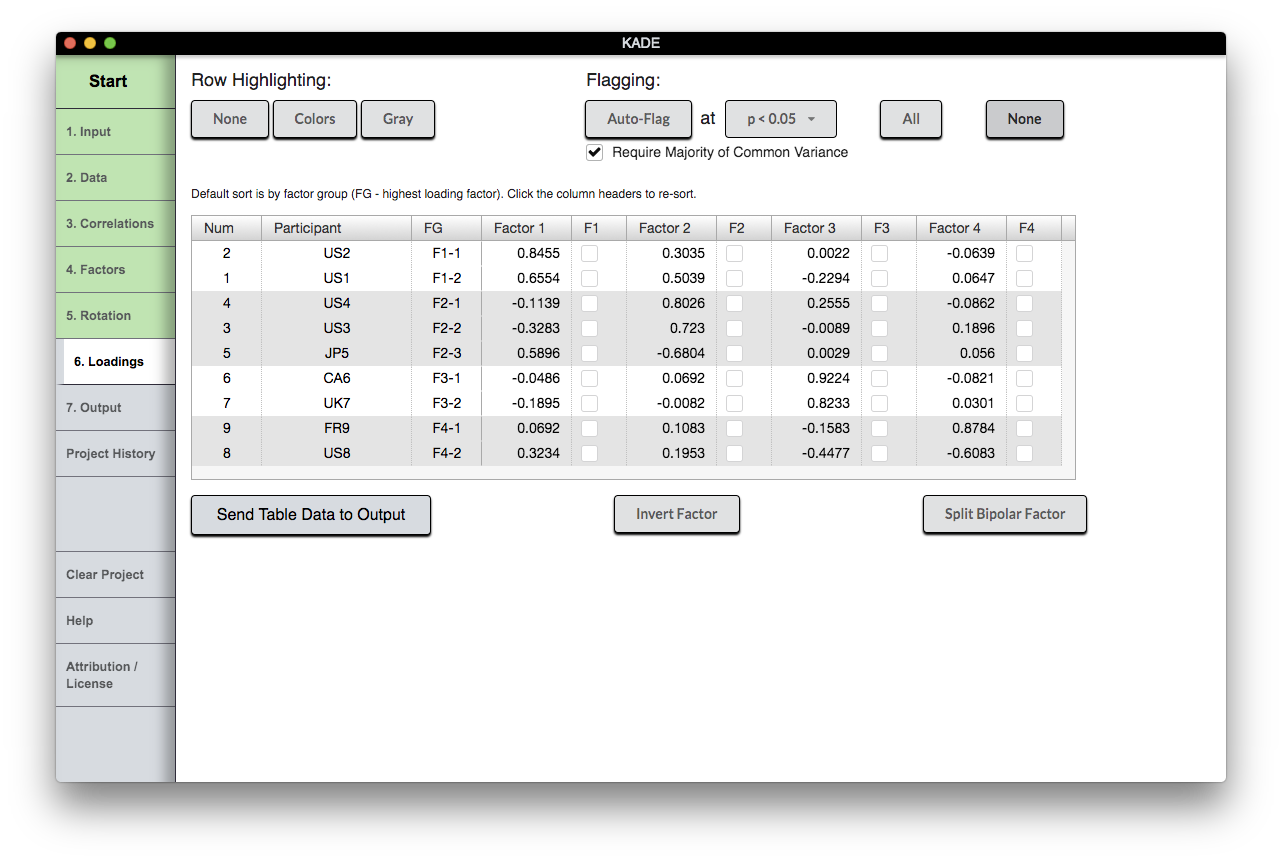 KADE
Start
1. Input
2. Data
3. Correlations
4. Factors
5. Rotation
6. Loadings
7. Output
Project History
Clear Project
Help
Attribution /
License
Row Highlighting:
None Colors Gray
Flagging:
Auto-Flag at p < 0.05 All None
Require Majority of Common Variance
Default sort is by factor group (FG - highest loading factor). Click the column headers to re-sort.
Num Participant FG Factor 1 F1 Factor 2 F2 Factor 3 F3 Factor 4 F4
2 US2 F1-1 0.8455 0.3035 0.0022 -0.0639
1 US1 F1-2 0.6554 0.5039 -0.2294 0.0647
4 US4 F2-1 -0.1139 0.8026 0.2555 -0.0862
3 US3 F2-2 -0.3283 0.723 -0.0089 0.1896
5 JP5 F2-3 0.5896 -0.6804 0.0029 0.056
6 CA6 F3-1 -0.0486 0.0692 0.9224 -0.0821
7 UK7 F3-2 -0.1895 -0.0082 0.8233 0.0301
9 FR9 F4-1 0.0692 0.1083 -0.1583 0.8784
8 US8 F4-2 0.3234 0.1953 -0.4477 -0.6083
Send Table Data to Output Invert Factor Split Bipolar Factor